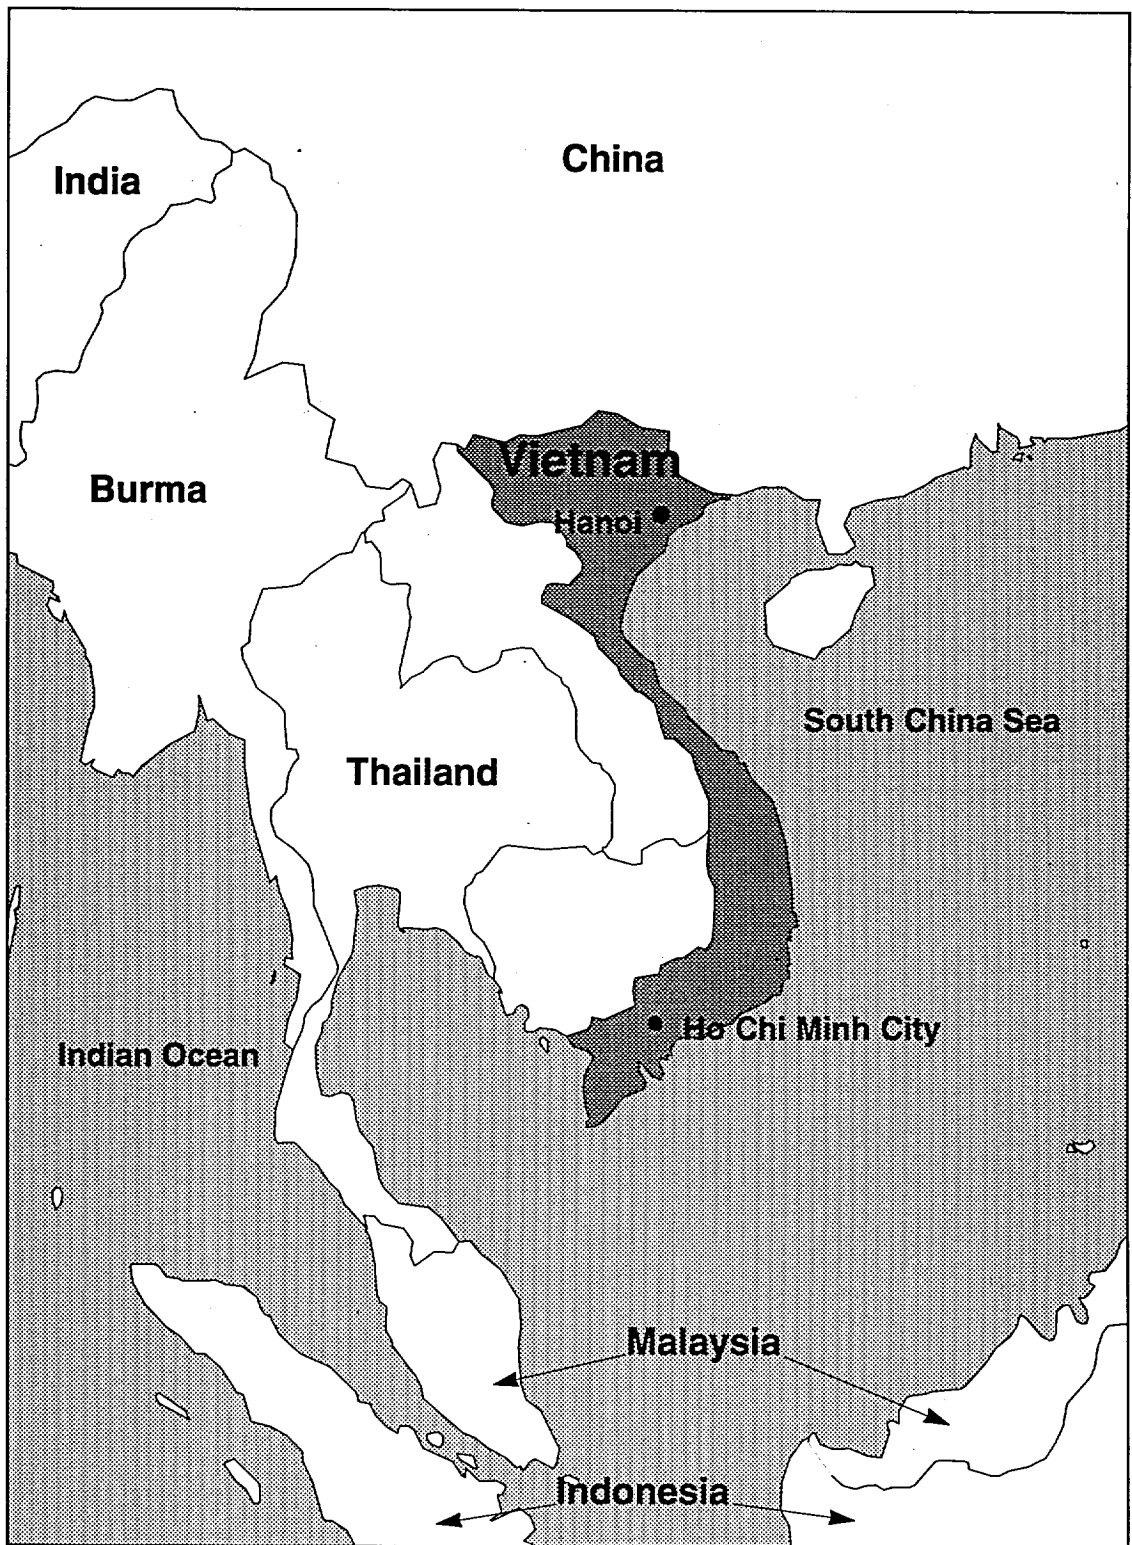 China
India
Vietnam
Burma
Hanoi
South China Sea
Thailand
Ho Chi Minh City
Indian Ocean
Malaysia
Indonesia